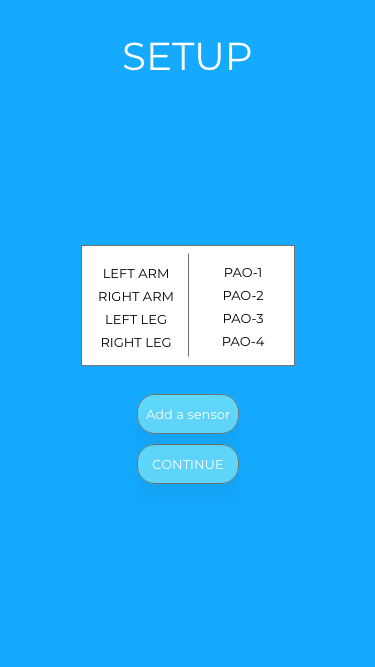 SETUP
LEFT ARM PAO-1
RIGHT ARM PAO-2
LEFT LEG PAO-3
RIGHT LEG PAO-4
Add a sensor
CONTINUE